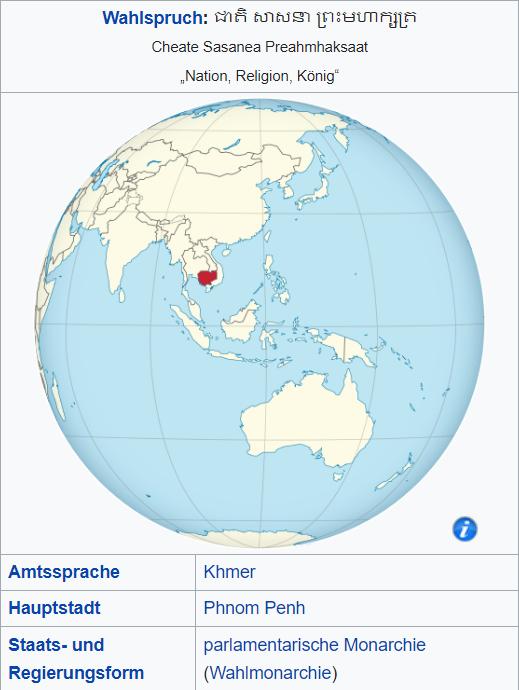 Wahlspruch: ជាតិ សាសនា ព្រះមហាក្សត្រ
Cheate Sasanea Preahmhaksaat
„Nation, Religion, König“
i
Amtssprache Khmer
Hauptstadt Phnom Penh
Staats- und parlamentarische Monarchie
Regierungsform (Wahlmonarchie)